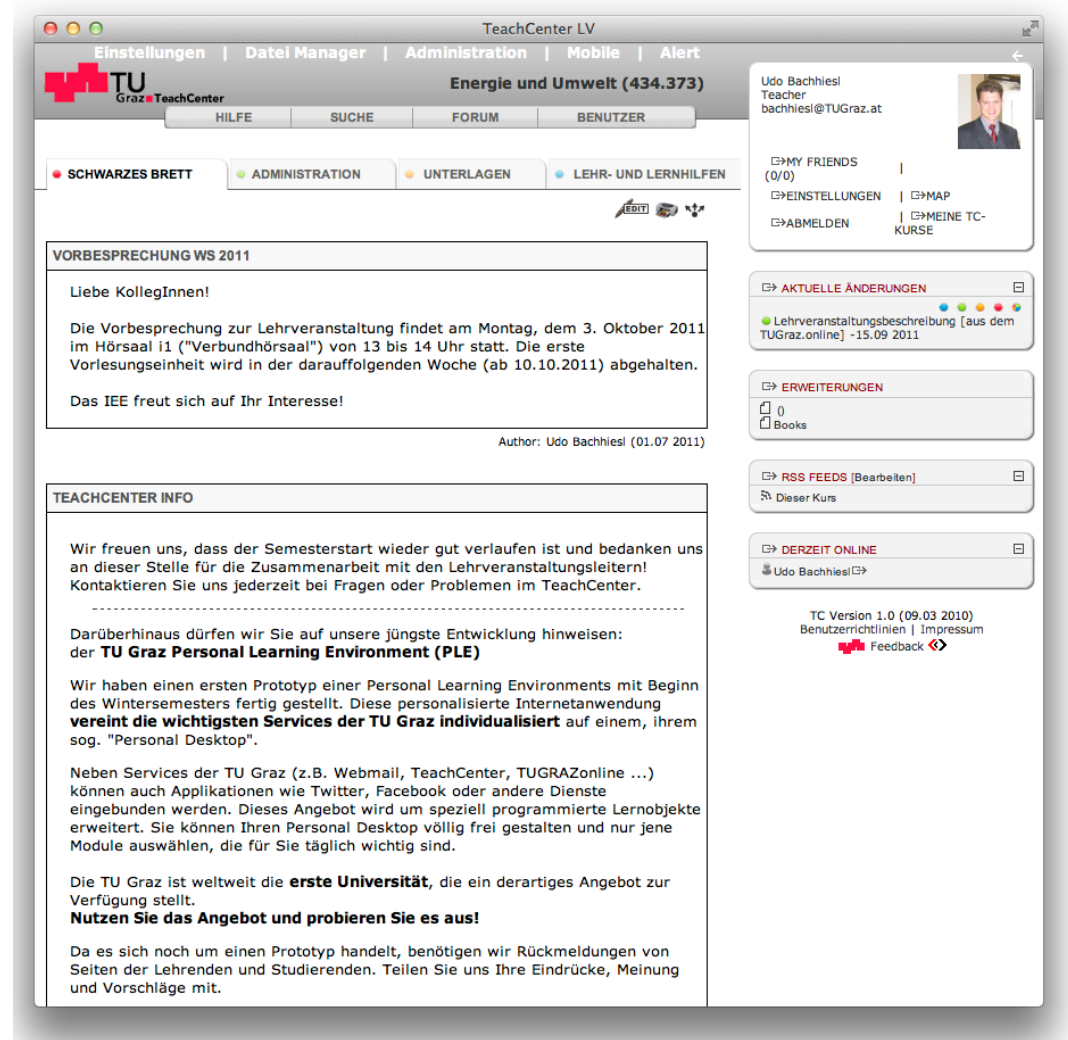 TeachCenter LV
Einstellungen | Datei Manager | Administration | Mobile | Alert
TU
Graz TeachCenter
Energie und Umwelt (434.373)
HILFE SUCHE FORUM BENUTZER
SCHWARZES BRETT ADMINISTRATION UNTERLAGEN LEHR- UND LERNHILFEN
EDIT
VORBESPRECHUNG WS 2011
Liebe KollegInnen!
Die Vorbesprechung zur Lehrveranstaltung findet am Montag, dem 3. Oktober 2011
im Hörsaal i1 ("Verbundhörsaal") von 13 bis 14 Uhr statt. Die erste
Vorlesungseinheit wird in der darauffolgenden Woche (ab 10.10.2011) abgehalten.
Das IEE freut sich auf Ihr Interesse!
Author: Udo Bachhiesl (01.07 2011)
TEACHCENTER INFO
Wir freuen uns, dass der Semesterstart wieder gut verlaufen ist und bedanken uns
an dieser Stelle für die Zusammenarbeit mit den Lehrveranstaltungsleitern!
Kontaktieren Sie uns jederzeit bei Fragen oder Problemen im TeachCenter.
Darüberhinaus dürfen wir Sie auf unsere jüngste Entwicklung hinweisen:
der TU Graz Personal Learning Environment (PLE)
Wir haben einen ersten Prototyp einer Personal Learning Environments mit Beginn
des Wintersemesters fertig gestellt. Diese personalisierte Internetanwendung
vereint die wichtigsten Services der TU Graz individualisiert auf einem, ihrem
sog. "Personal Desktop".
Neben Services der TU Graz (z.B. Webmail, TeachCenter, TUGRAZonline ...)
können auch Applikationen wie Twitter, Facebook oder andere Dienste
eingebunden werden. Dieses Angebot wird um speziell programmierte Lernobjekte
erweitert. Sie können Ihren Personal Desktop völlig frei gestalten und nur jene
Module auswählen, die für Sie täglich wichtig sind.
Die TU Graz ist weltweit die erste Universität, die ein derartiges Angebot zur
Verfügung stellt.
Nutzen Sie das Angebot und probieren Sie es aus!
Da es sich noch um einen Prototyp handelt, benötigen wir Rückmeldungen von
Seiten der Lehrenden und Studierenden. Teilen Sie uns Ihre Eindrücke, Meinung
und Vorschläge mit.
Udo Bachhiesl
Teacher
bachhiesl@TUGraz.at
MY FRIENDS |
(0/0)
EINSTELLUNGEN | MAP
ABMELDEN | MEINE TC-
KURSE
AKTUELLE ÄNDERUNGEN
Lehrveranstaltungsbeschreibung [aus dem
TUGraz.online] -15.09 2011
ERWEITERUNGEN
()
Books
RSS FEEDS [Bearbeiten]
Dieser Kurs
DERZEIT ONLINE
Udo Bachhiesl
TC Version 1.0 (09.03 2010)
Benutzerrichtlinien | Impressum
Feedback